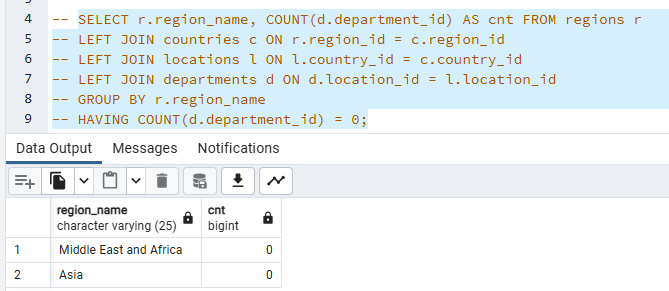 4 -- SELECT r.region_name, COUNT(d.department_id) AS cnt FROM regions r
5 -- LEFT JOIN countries c ON r.region_id = c.region_id
6 -- LEFT JOIN locations l ON l.country_id = c.country_id
7 -- LEFT JOIN departments d ON d.location_id = l.location_id
8 -- GROUP BY r.region_name
9 -- HAVING COUNT(d.department_id) = 0;
Data Output Messages Notifications
region_name cnt
character varying (25) bigint
1 Middle East and Africa 0
2 Asia 0